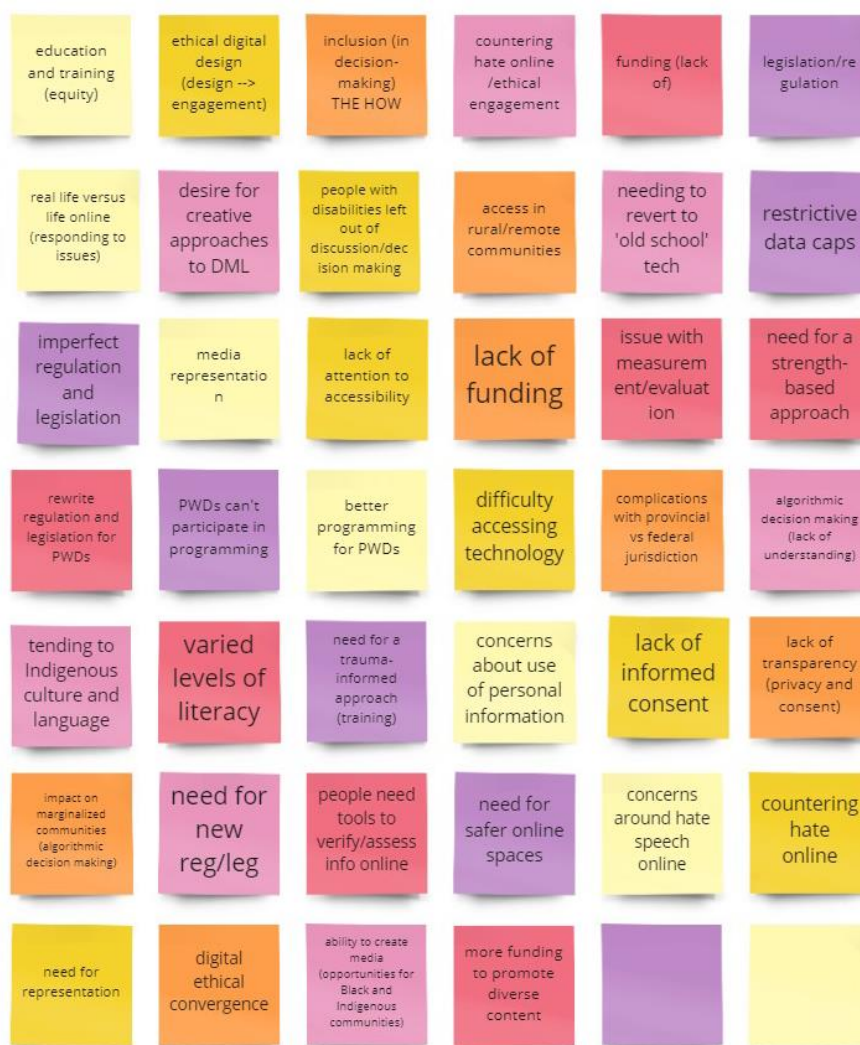 education
and training
(equity)
ethical digital
design
(design -->
engagement)
inclusion (in
decision-
making)
THE HOW
countering
hate online
/ethical
engagement
funding (lack
of)
legislation/re
gulation
real life versus
life online
(responding to
issues)
desire for
creative
approaches
to DML
people with
disabilities left
out of
discussion/dec
ision making
access in
rural/remote
communities
needing to
revert to
'old school'
tech
restrictive
data caps
imperfect
regulation
and
legislation
media
representatio
n
lack of
attention to
accessibility
lack of
funding
issue with
measurem
ent/evaluat
ion
need for a
strength-
based
approach
rewrite
regulation and
legislation for
PWDs
PWDs can't
participate in
programming
better
programming
for PWDs
difficulty
accessing
technology
complications
with provincial
vs federal
jurisdiction
algorithmic
decision making
(lack of
understanding)
tending to
Indigenous
culture and
language
varied
levels of
literacy
need for a
trauma-
informed
approach
(training)
concerns
about use
of personal
information
lack of
informed
consent
lack of
transparency
(privacy and
consent)
impact on
marginalized
communities
(algorithmic
decision making)
need for
new
reg/leg
people need
tools to
verify/assess
info online
need for
safer online
spaces
concerns
around hate
speech
online
countering
hate
online
need for
representation
digital
ethical
convergence
ability to create
media
(opportunities for
Black and
Indigenous
communities)
more funding
to promote
diverse
content